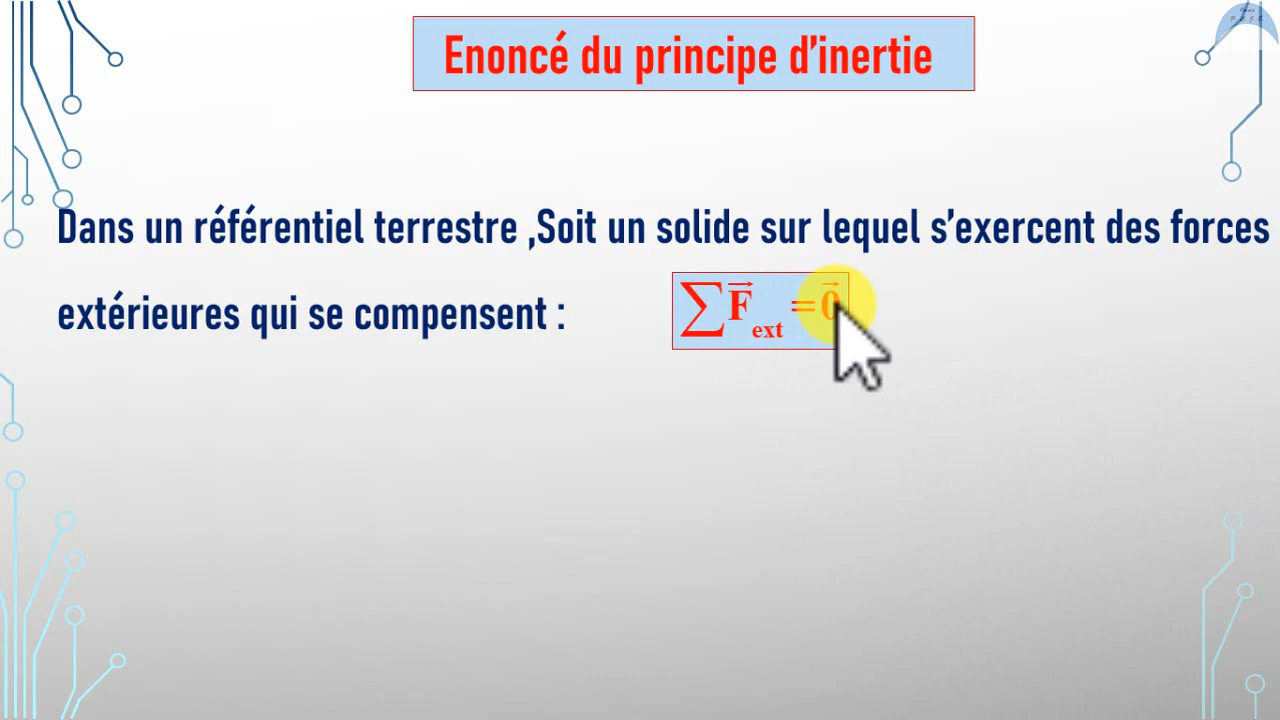 Enoncé du principe d’inertie
Dans un référentiel terrestre ,Soit un solide sur lequel s’exercent des forces
extérieures qui se compensent : ∑F⃗ext = 0⃗